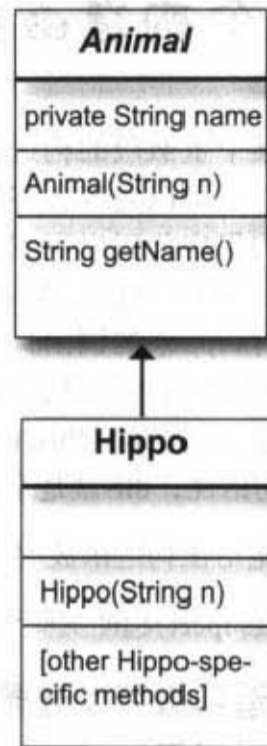 Animal
private String name
Animal(String n)
String getName()
Hippo
Hippo(String n)
[other Hippo-spe-
cific methods]